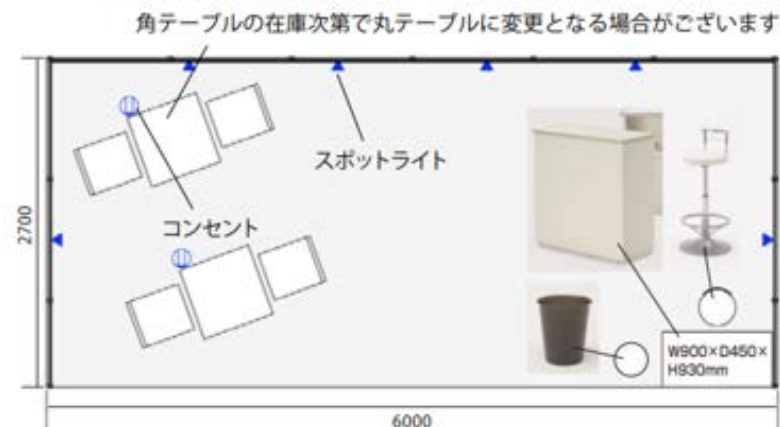 角テーブルの在庫次第で丸テーブルに変更となる場合がございます
スポットライト
コンセント
2700
W900×D450×
H930mm
6000